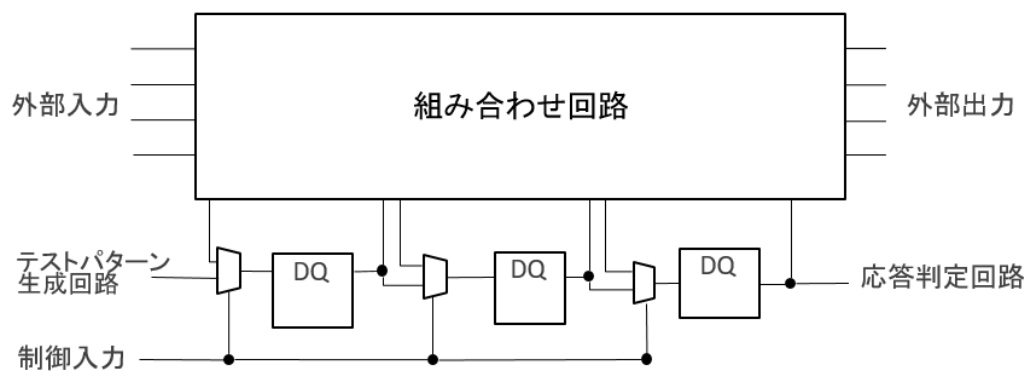 組み合わせ回路
外部入力
外部出力
テストパターン
生成回路
DQ
DQ
DQ
応答判定回路
制御入力